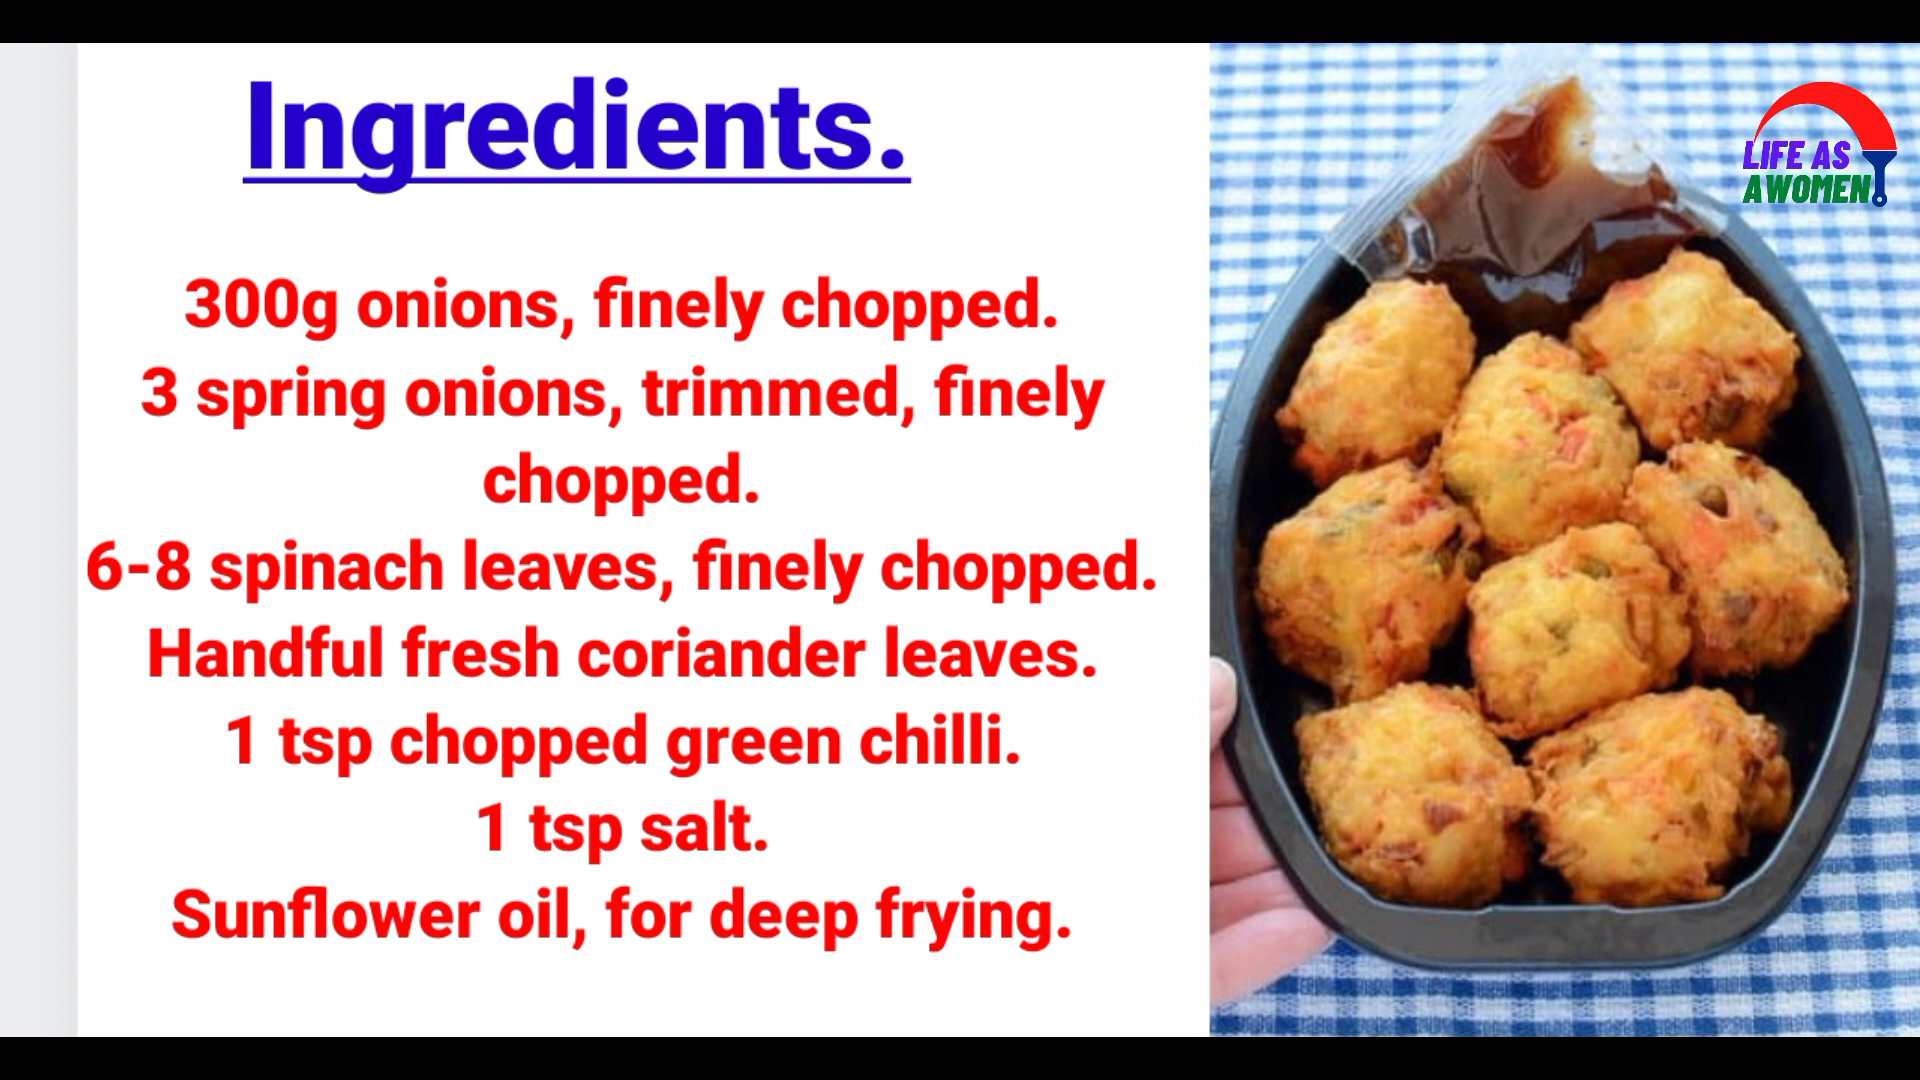 Ingredients.
300g onions, finely chopped.
3 spring onions, trimmed, finely
chopped.
6-8 spinach leaves, finely chopped.
Handful fresh coriander leaves.
1 tsp chopped green chilli.
1 tsp salt.
Sunflower oil, for deep frying.
LIFE AS
AWOMEN